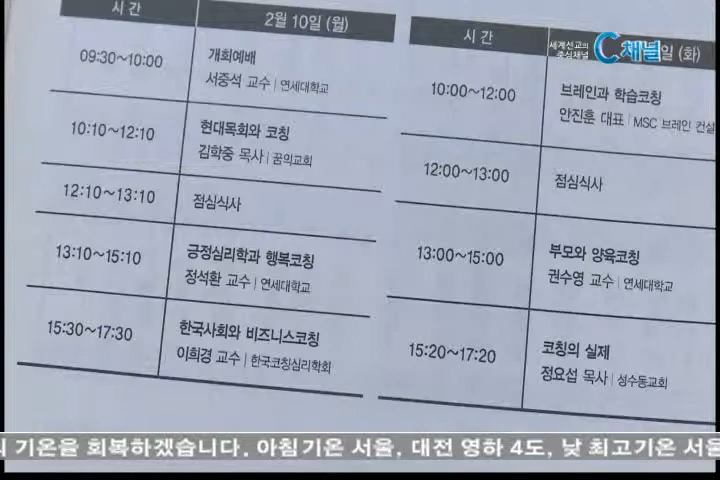 시 간
2월 10일 (월)
09:30~10:00
개회예배
서중석 교수 | 연세대학교
10:10~12:10
현대목회와 코칭
김학중 목사 | 꿈의교회
12:10~13:10
점심식사
13:10~15:10
긍정심리학과 행복코칭
정석환 교수 | 연세대학교
15:30~17:30
한국사회와 비즈니스코칭
이희경 교수 | 한국코칭심리학회
시 간
일 (화)
10:00~12:00
브레인과 학습코칭
안진훈 대표 | MSC 브레인 컨설
12:00~13:00
점심식사
13:00~15:00
부모와 양육코칭
권수영 교수 | 연세대학교
15:20~17:20
코칭의 실제
정요섭 목사 | 성수동교회
세계선교의
중심채널
C채널
기온을 회복하겠습니다. 아침기온 서울, 대전 영하 4도, 낮 최고기온 서울